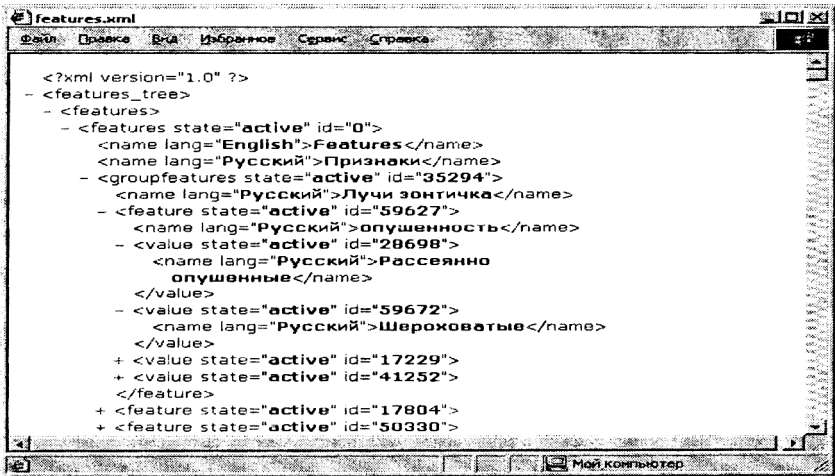 features.xml
Файл Правка Вид Избранное Сервис Справка
<?xml version="1.0" ?>
- <features_tree>
- <features>
- <features state="active" id="0">
<name lang="English">Features</name>
<name lang="Русский">Признаки</name>
- <groupfeatures state="active" id="35294">
<name lang="Русский">Лучи зонтичка</name>
- <feature state="active" id="59627">
<name lang="Русский">опушенность</name>
- <value state="active" id="28698">
<name lang="Русский">Рассеянно
опушенные</name>
</value>
- <value state="active" id="59672">
<name lang="Русский">Шероховатые</name>
</value>
+ <value state="active" id="17229">
+ <value state="active" id="41252">
</feature>
+ <feature state="active" id="17804">
+ <feature state="active" id="50330">
Мой компьютер